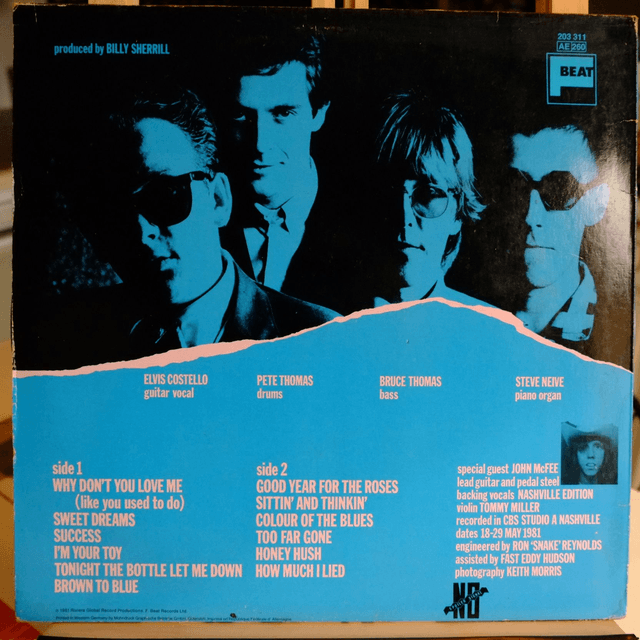 produced by BILLY SHERRILL
203 311
AE 260
F BEAT
ELVIS COSTELLO
guitar vocal
PETE THOMAS
drums
BRUCE THOMAS
bass
STEVE NEIVE
piano organ
side 1
WHY DON'T YOU LOVE ME
(like you used to do)
SWEET DREAMS
SUCCESS
I'M YOUR TOY
TONIGHT THE BOTTLE LET ME DOWN
BROWN TO BLUE
side 2
GOOD YEAR FOR THE ROSES
SITTIN' AND THINKIN'
COLOUR OF THE BLUES
TOO FAR GONE
HONEY HUSH
HOW MUCH I LIED
special guest JOHN McFEE
lead guitar and pedal steel
backing vocals NASHVILLE EDITION
violin TOMMY MILLER
recorded in CBS STUDIO A NASHVILLE
dates 18-29 MAY 1981
engineered by RON 'SNAKE' REYNOLDS
assisted by FAST EDDY HUDSON
photography KEITH MORRIS
NO